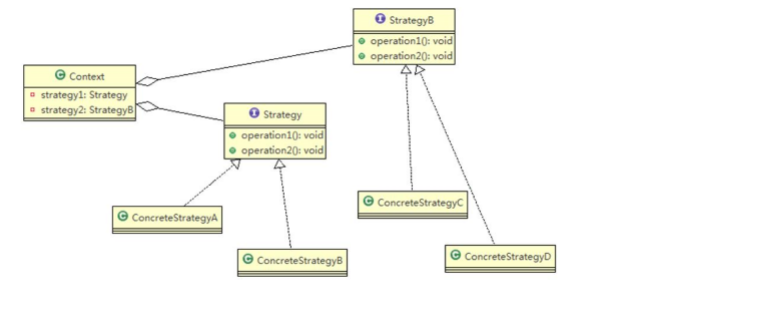 StrategyB
operation1(): void
operation2(): void
Context
strategy1: Strategy
strategy2: StrategyB
Strategy
operation1(): void
operation2(): void
ConcreteStrategyC
ConcreteStrategyA
ConcreteStrategyD
ConcreteStrategyB